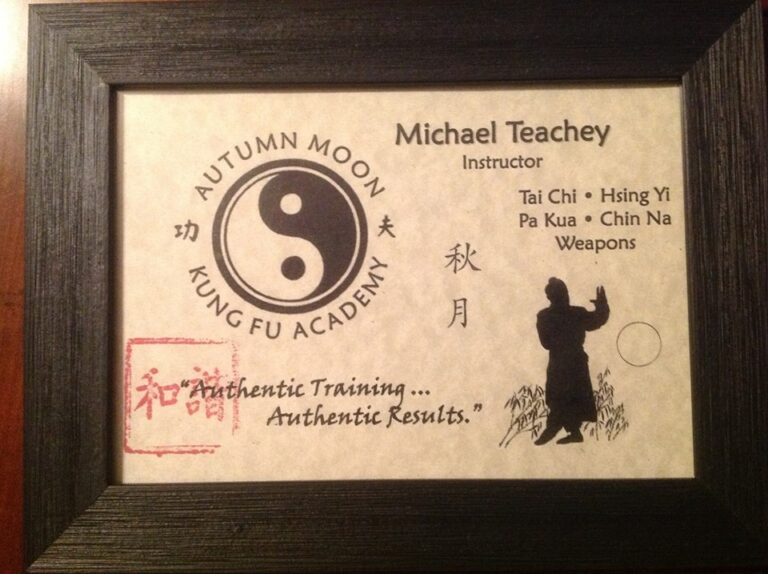 AUTUMN MOON
功 夫
KUNG FU ACADEMY
Michael Teachey
Instructor
Tai Chi • Hsing Yi
Pa Kua • Chin Na
Weapons
秋
月
和諧
"Authentic Training ...
Authentic Results."